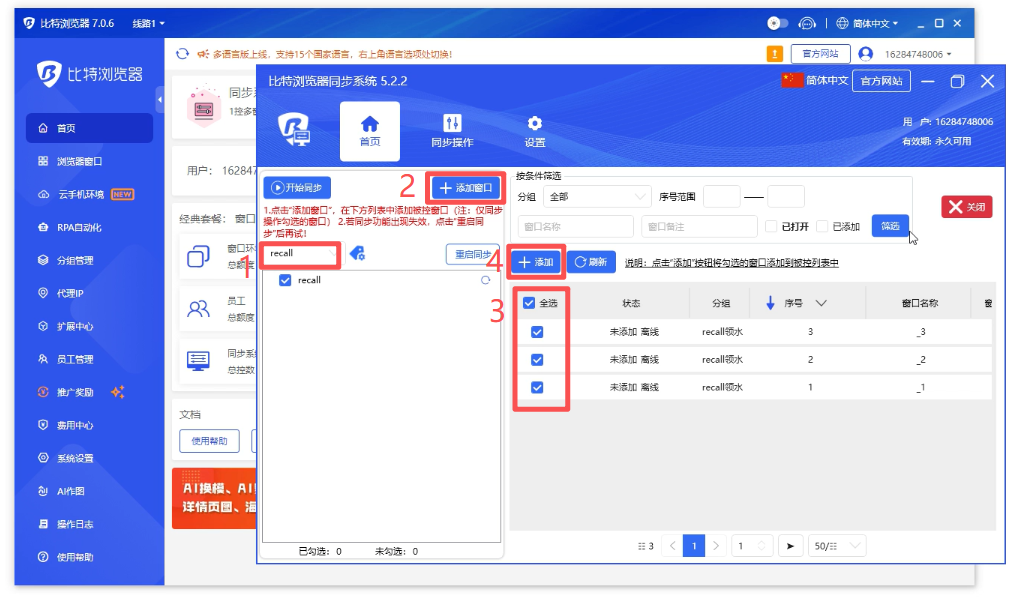 比特浏览器 7.0.6 线路1
简体中文
多语言版上线，支持15个国家语言，右上角语言选项处切换！
官方网站
16284748006
比特浏览器
首页
浏览器窗口
云手机环境 NEW
RPA自动化
分组管理
代理IP
扩展中心
员工管理
推广奖励
费用中心
系统设置
AI作图
操作日志
使用帮助
同步系
1控多窗
用户： 16284
经典套餐： 窗口
窗口环
总额度
员工
总额度
同步系
总控数
文档
使用帮助
AI换模、AI
详情页图、海
比特浏览器同步系统 5.2.2
简体中文 官方网站
首页
同步操作
设置
用 户: 16284748006
有效期: 永久可用
开始同步
2
添加窗口
1.点击“添加窗口”，在下方列表中添加被控窗口（注：仅同步
操作勾选的窗口） 2.若同步功能出现失效，点击“重启同
步”后再试！
1
recall
重启同步
recall
已勾选： 0 未勾选： 0
按条件筛选
分组 全部 序号范围
窗口名称 窗口备注 已打开 已添加 筛选
关闭
4
添加 刷新 说明：点击“添加”按钮将勾选的窗口添加到被控列表中
3
全选 状态 分组 序号 窗口名称 窗
未添加 离线 recall领水 3 _3
未添加 离线 recall领水 2 _2
未添加 离线 recall领水 1 _1
3 1 1 50/